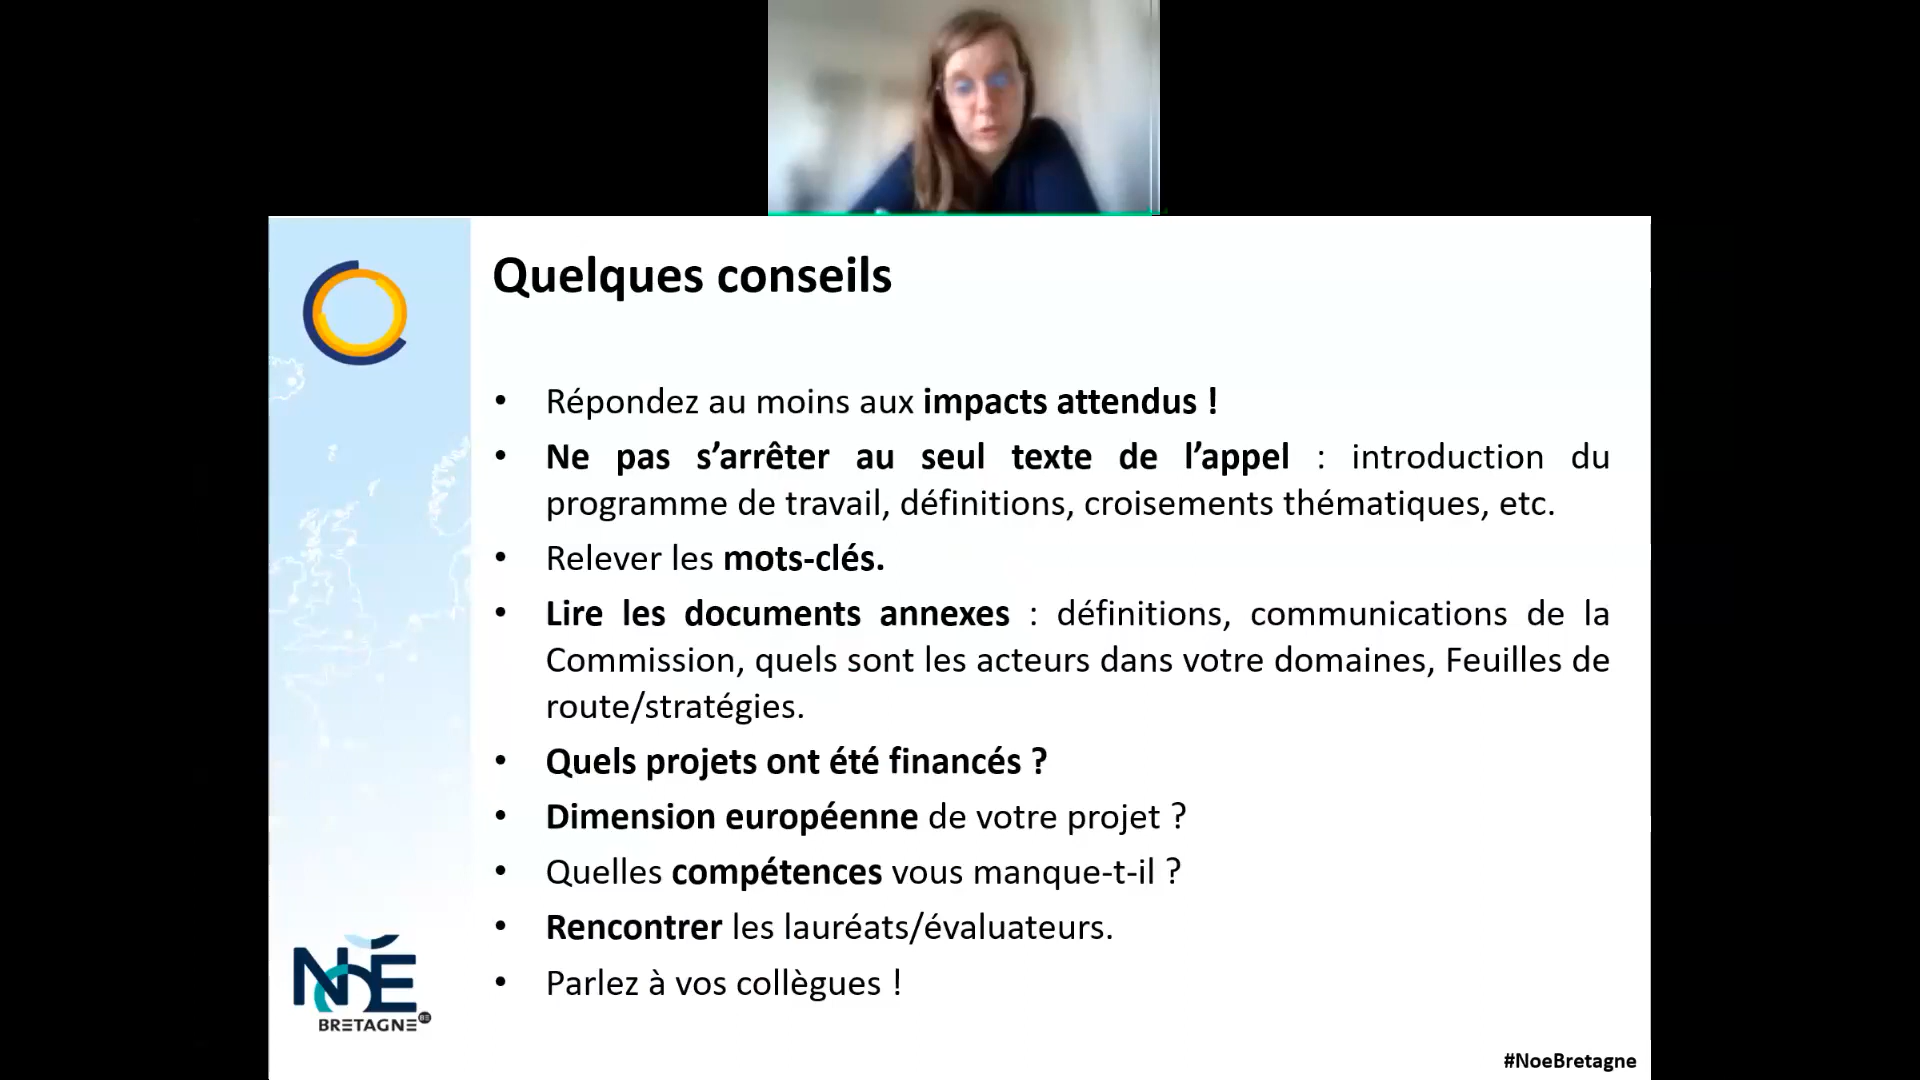 Quelques conseils
• Répondez au moins aux impacts attendus !
• Ne pas s’arrêter au seul texte de l’appel : introduction du
programme de travail, définitions, croisements thématiques, etc.
• Relever les mots-clés.
• Lire les documents annexes : définitions, communications de la
Commission, quels sont les acteurs dans votre domaines, Feuilles de
route/stratégies.
• Quels projets ont été financés ?
• Dimension européenne de votre projet ?
• Quelles compétences vous manque-t-il ?
• Rencontrer les lauréats/évaluateurs.
• Parlez à vos collègues !
NOÉ
BRETAGNE
#NoeBretagne